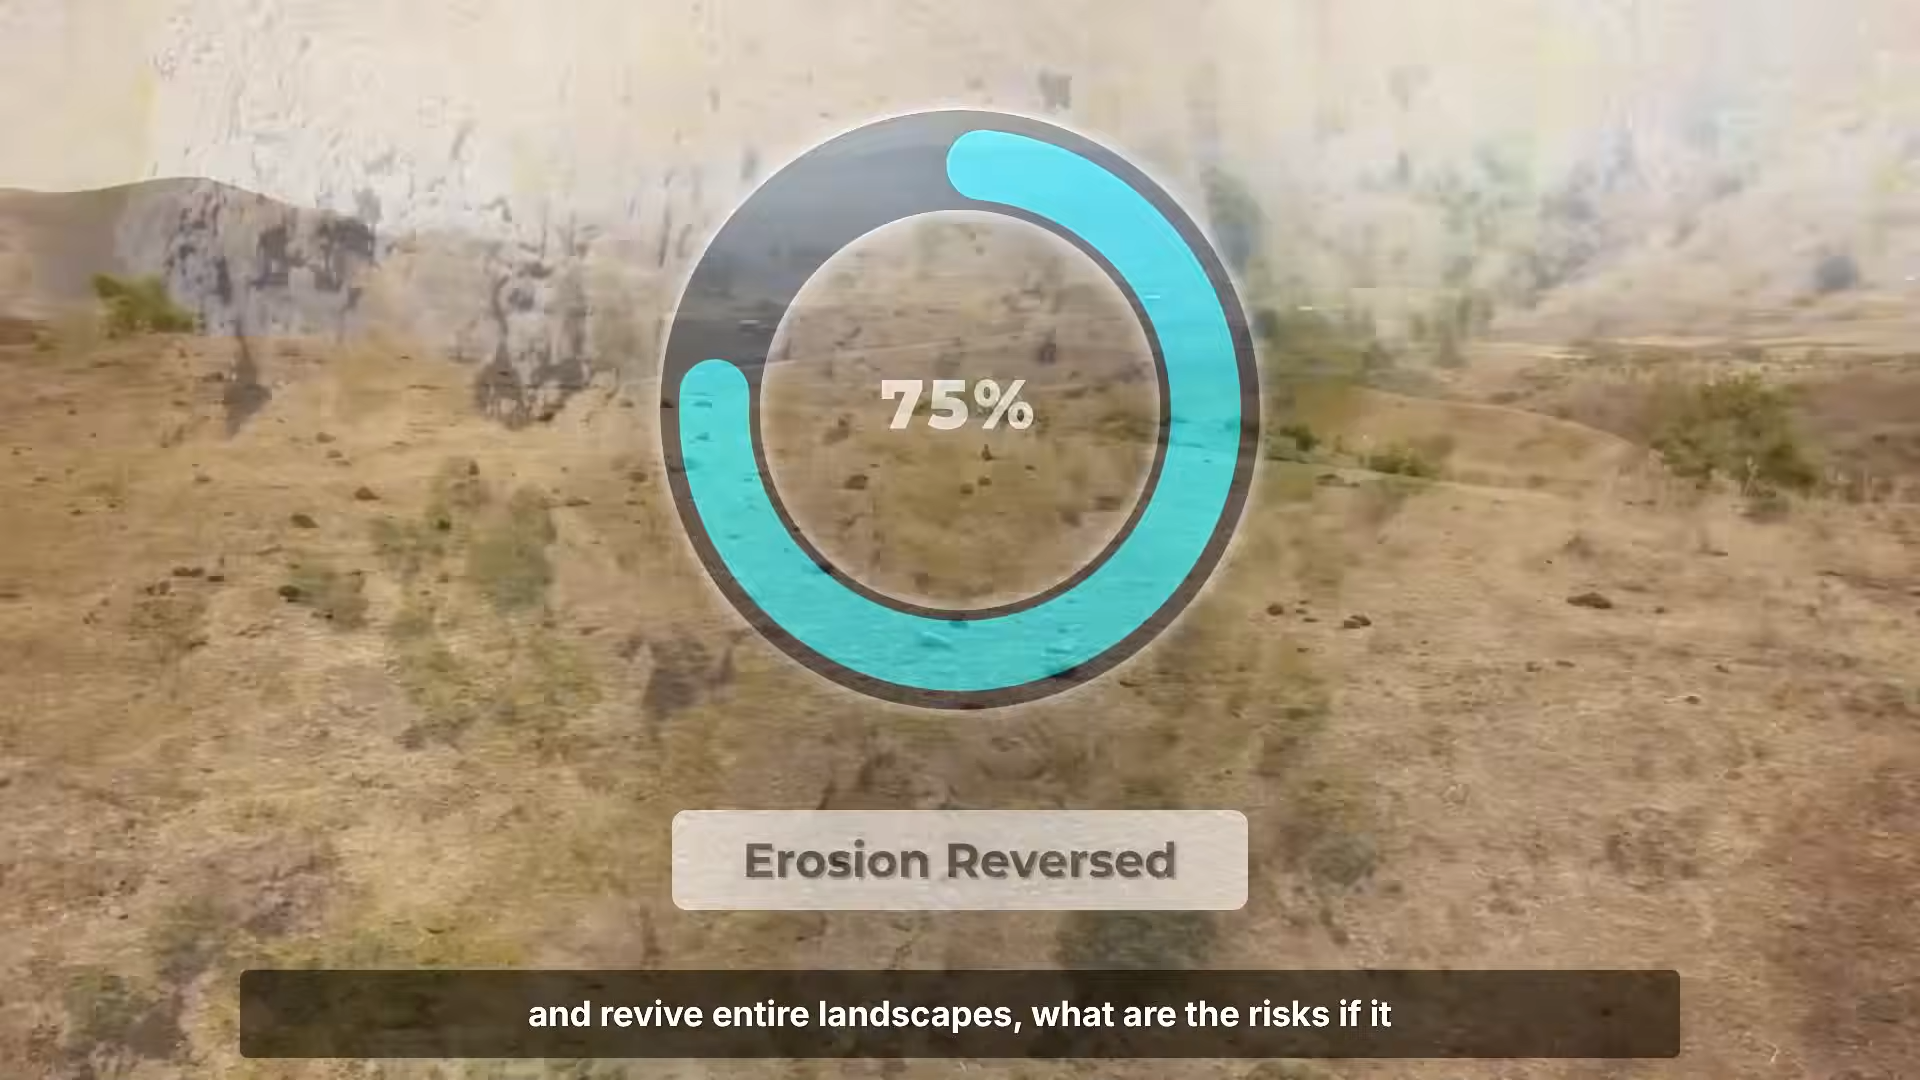 75%
Erosion Reversed
and revive entire landscapes, what are the risks if it